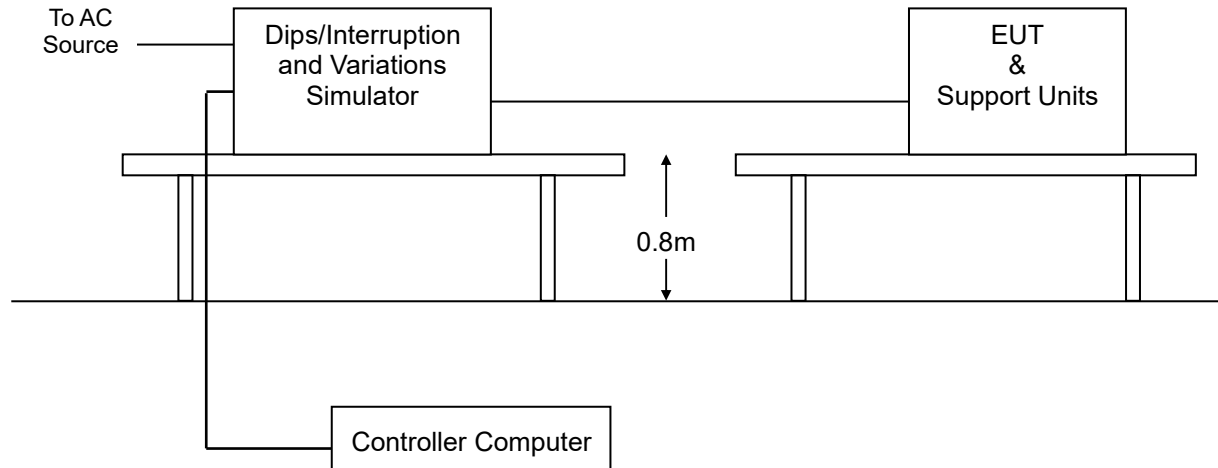 To AC
Source
Dips/Interruption
and Variations
Simulator
EUT
&
Support Units
0.8m
Controller Computer